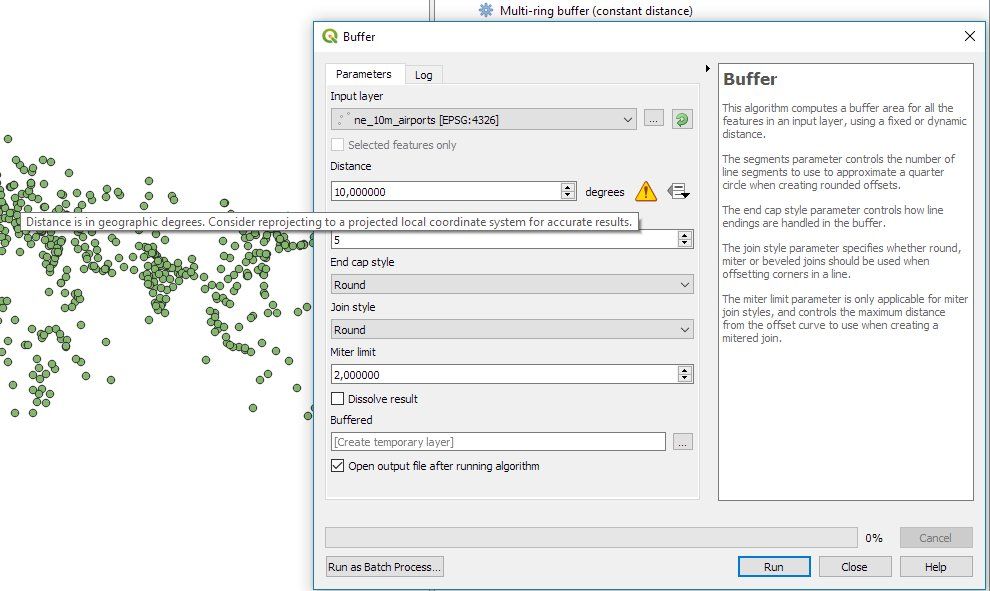 Multi-ring buffer (constant distance)
Buffer
Parameters
Log
Input layer
ne_10m_airports [EPSG:4326]
...
Selected features only
Distance
10,000000
degrees
Distance is in geographic degrees. Consider reprojecting to a projected local coordinate system for accurate results.
5
End cap style
Round
Join style
Round
Miter limit
2,000000
Dissolve result
Buffered
[Create temporary layer]
...
Open output file after running algorithm
Buffer
This algorithm computes a buffer area for all the
features in an input layer, using a fixed or dynamic
distance.
The segments parameter controls the number of
line segments to use to approximate a quarter
circle when creating rounded offsets.
The end cap style parameter controls how line
endings are handled in the buffer.
The join style parameter specifies whether round,
miter or beveled joins should be used when
offsetting corners in a line.
The miter limit parameter is only applicable for miter
join styles, and controls the maximum distance
from the offset curve to use when creating a
mitered join.
0%
Cancel
Run as Batch Process...
Run
Close
Help